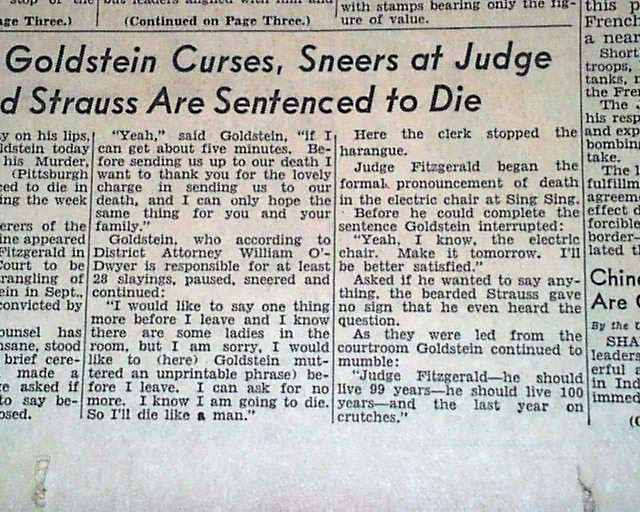 stop of the
age Three.)
but leaders aligned with him and
(Continued on Page Three.)
with stamps bearing only the fig-
ure of value.
Goldstein Curses, Sneers at Judge
d Strauss Are Sentenced to Die
y on his lips,
ldstein today
his Murder,
(Pittsburgh
ced to die in
ing the week
erers of the
ine appeared
Fitzgerald in
Court to be
rangling of
ein in Sept.,
convicted by
ounsel has
nsane, stood
brief cere-
made a
re asked if
to say be-
osed.
"Yeah," said Goldstein, "if I
can get about five minutes. Be-
fore sending us up to our death I
want to thank you for the lovely
charge in sending us to our
death, and I can only hope the
same thing for you and your
family."
Goldstein, who according to
District Attorney William O'-
Dwyer is responsible for at least
28 slayings, paused, sneered and
continued:
"I would like to say one thing
more before I leave and I know
there are some ladies in the
room, but I am sorry, I would
like to (here) Goldstein mut-
tered an unprintable phrase) be-
fore I leave. I can ask for no
more. I know I am going to die.
So I'll die like a man."
Here the clerk stopped the
harangue.
Judge Fitzgerald began the
formal pronouncement of death
in the electric chair at Sing Sing.
Before he could complete the
sentence Goldstein interrupted:
"Yeah, I know, the electric
chair. Make it tomorrow. I'll
be better satisfied."
Asked if he wanted to say any-
thing, the bearded Strauss gave
no sign that he even heard the
question.
As they were led from the
courtroom Goldstein continued to
mumble:
"Judge Fitzgerald—he should
live 99 years—he should live 100
years—and the last year on
crutches."
this p
French
a near
Short
troops,
tanks, n
the Fre
The
his resp
and exp
bombing
take.
The l
fulfillm
agreeme
effect o
forcible
border-
lated th
Chine
Are
By the
SHA
leaders
erful a
in Ind
immed
(C